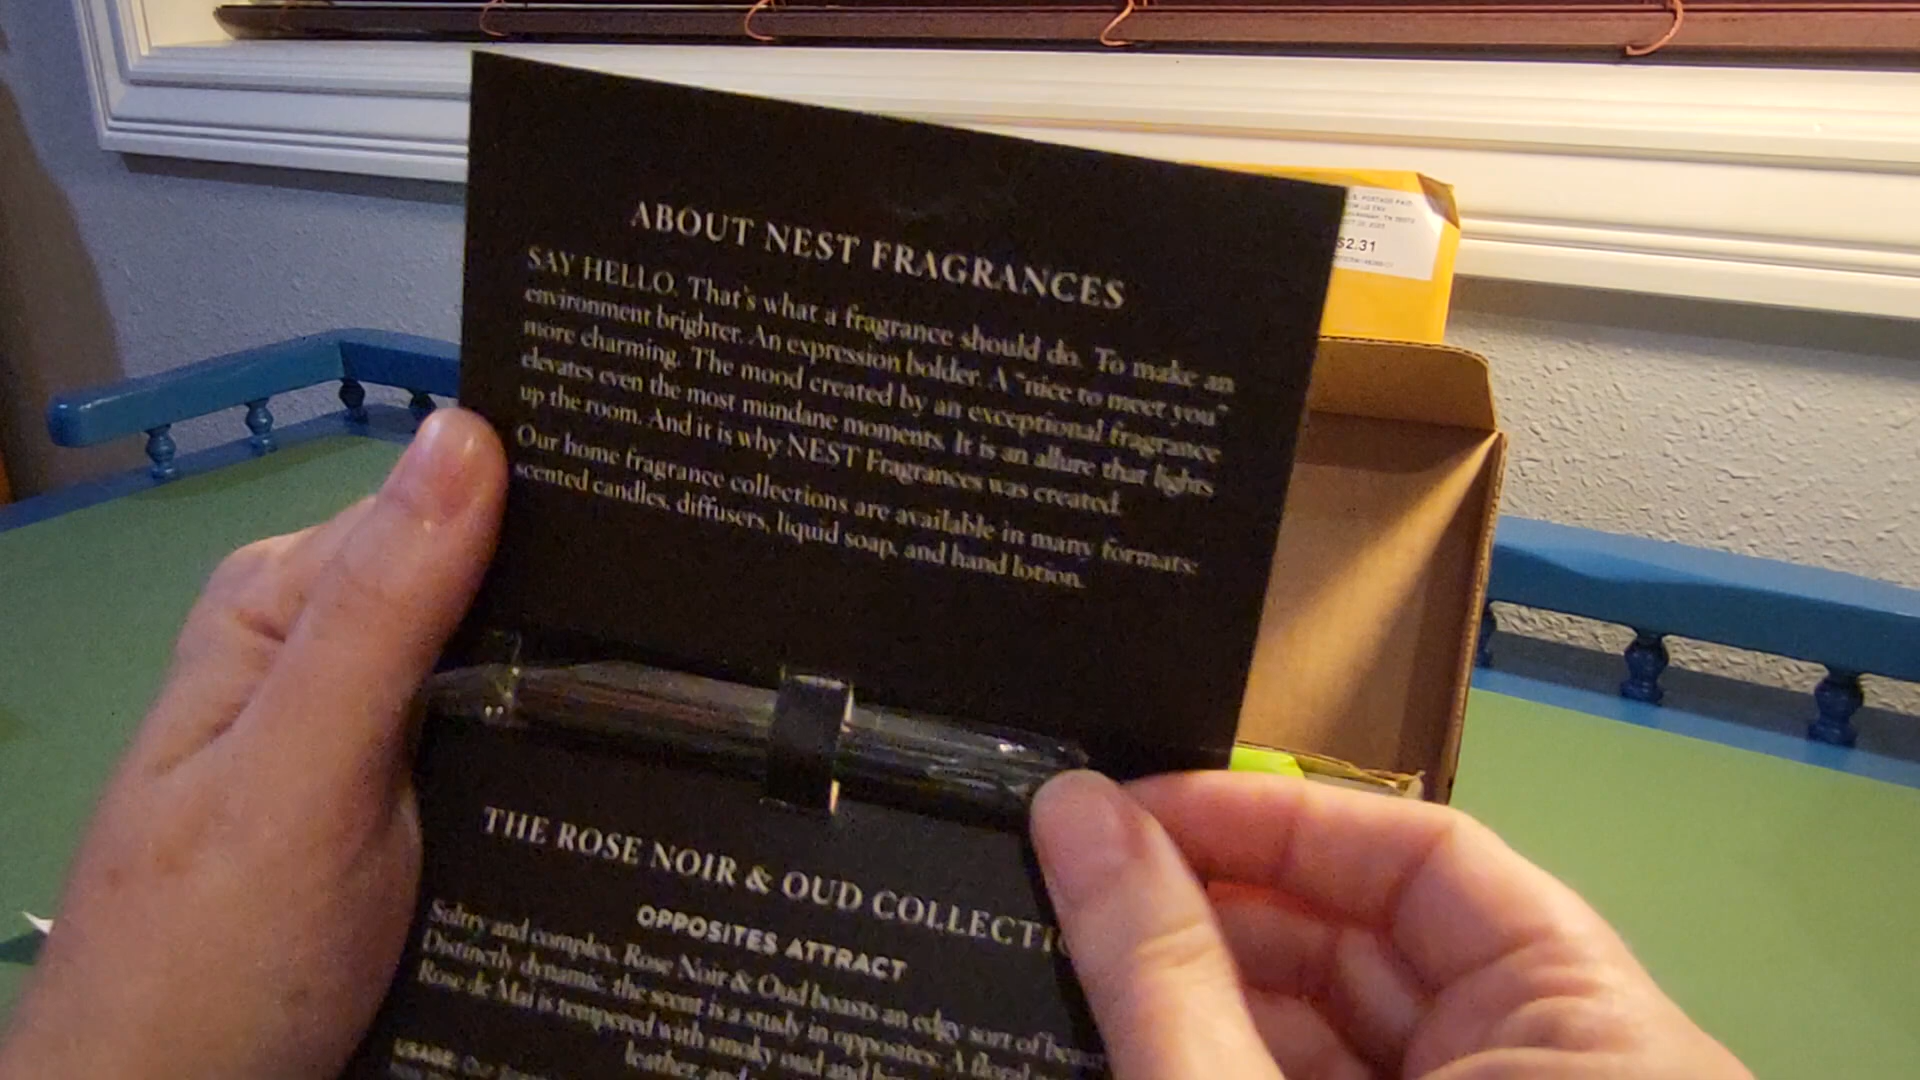 ABOUT NEST FRAGRANCES
SAY HELLO. That's what a fragrance should do. To make an
environment brighter. An expression bolder. A "nice to meet you"
more charming. The mood created by an exceptional fragrance
elevates even the most mundane moments. It is an allure that lights
up the room. And it is why NEST Fragrances was created.
Our home fragrance collections are available in many formats:
scented candles, diffusers, liquid soap, and hand lotion.
$2.31
THE ROSE NOIR & OUD COLLECTI
OPPOSITES ATTRACT
Sultry and complex, Rose Noir & Oud boasts an edgy sort of
Distinctly dynamic, the scent is a study in opposites: A floral
Rose de Mai is tempered with smoky oud and
leather, and
USAGE: Our